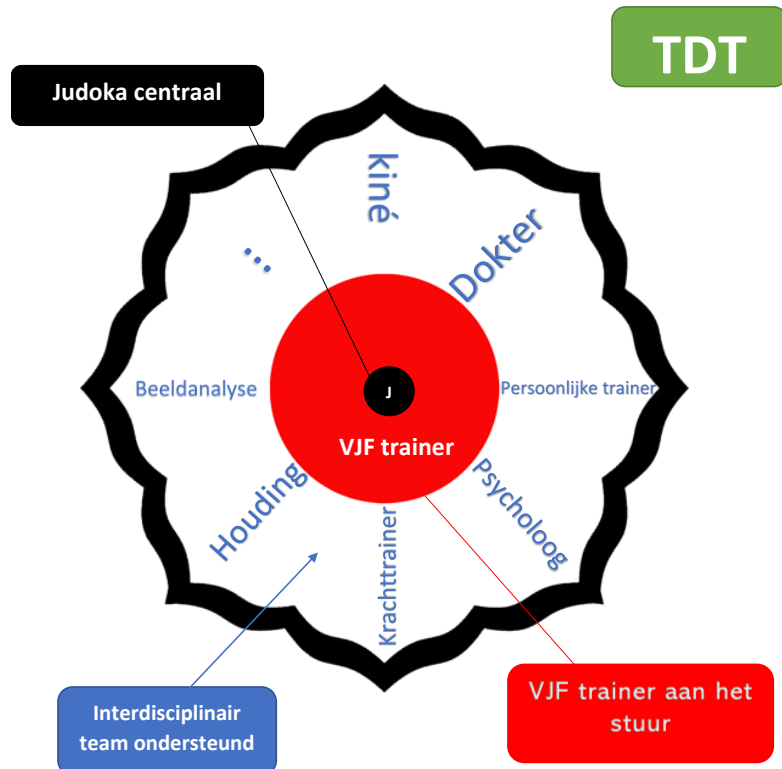 TDT
Judoka centraal
kiné
Dokter
...
Beeldanalyse
J
Persoonlijke trainer
VJF trainer
Houding
Psycholoog
Krachttrainer
VJF trainer aan het
stuur
Interdisciplinair
team ondersteund